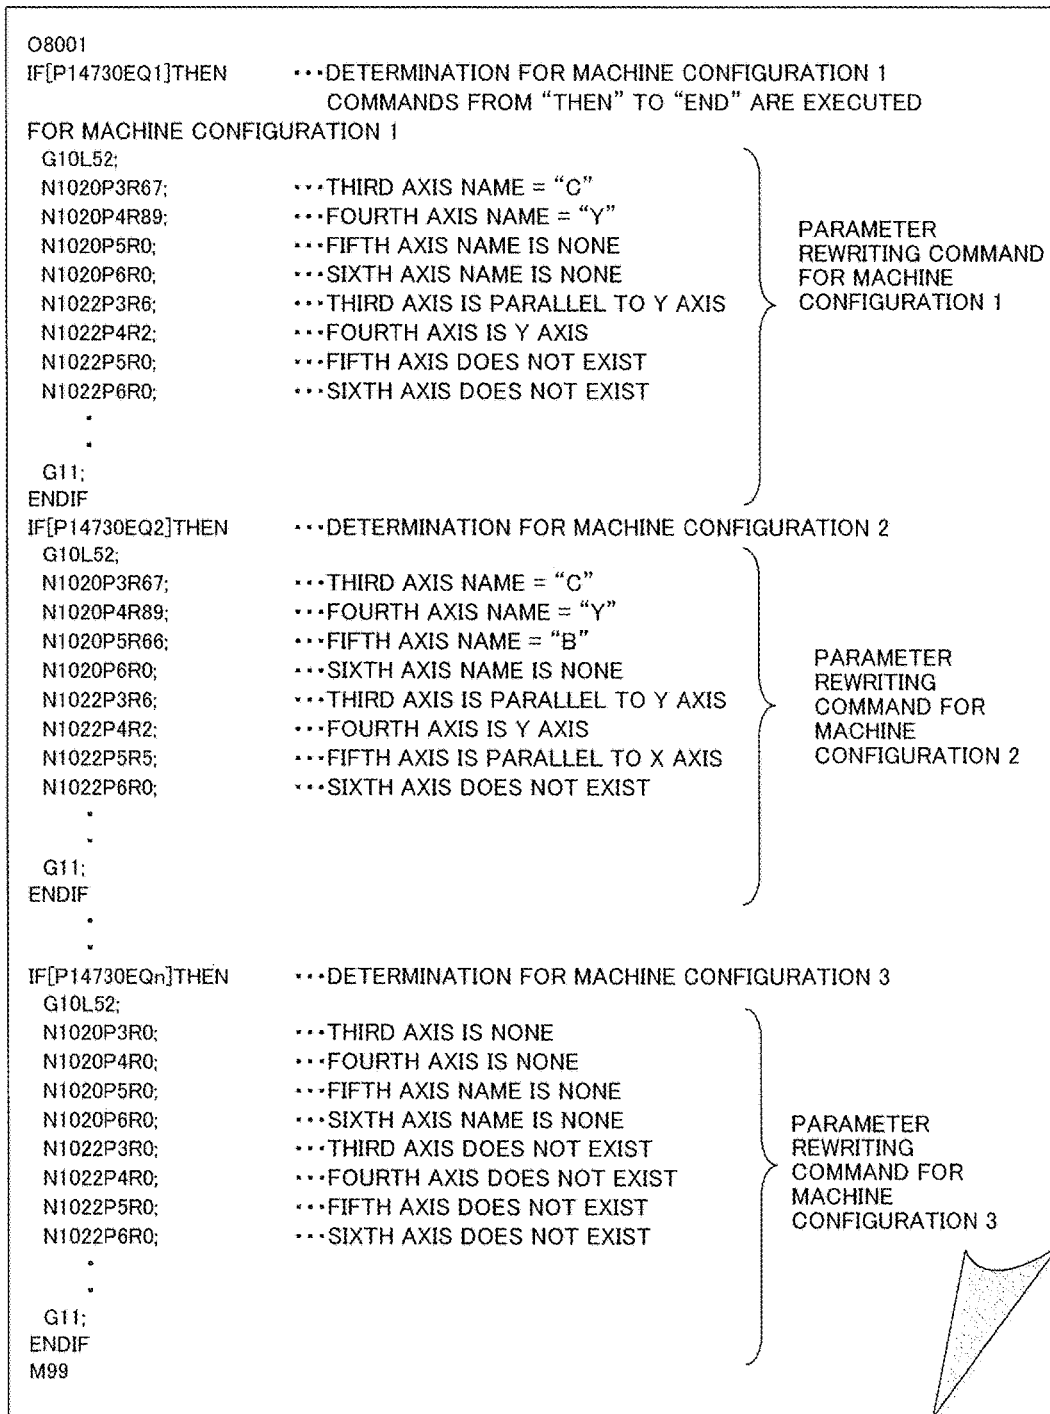 O8001
IF[P14730EQ1]THEN ･･･DETERMINATION FOR MACHINE CONFIGURATION 1
COMMANDS FROM “THEN” TO “END” ARE EXECUTED
FOR MACHINE CONFIGURATION 1
G10L52;
N1020P3R67; ･･･THIRD AXIS NAME = “C”
N1020P4R89; ･･･FOURTH AXIS NAME = “Y”
N1020P5R0; ･･･FIFTH AXIS NAME IS NONE
N1020P6R0; ･･･SIXTH AXIS NAME IS NONE
N1022P3R6; ･･･THIRD AXIS IS PARALLEL TO Y AXIS
N1022P4R2; ･･･FOURTH AXIS IS Y AXIS
N1022P5R0; ･･･FIFTH AXIS DOES NOT EXIST
N1022P6R0; ･･･SIXTH AXIS DOES NOT EXIST
･
･
G11;
ENDIF
PARAMETER
REWRITING COMMAND
FOR MACHINE
CONFIGURATION 1
IF[P14730EQ2]THEN ･･･DETERMINATION FOR MACHINE CONFIGURATION 2
G10L52;
N1020P3R67; ･･･THIRD AXIS NAME = “C”
N1020P4R89; ･･･FOURTH AXIS NAME = “Y”
N1020P5R66; ･･･FIFTH AXIS NAME = “B”
N1020P6R0; ･･･SIXTH AXIS NAME IS NONE
N1022P3R6; ･･･THIRD AXIS IS PARALLEL TO Y AXIS
N1022P4R2; ･･･FOURTH AXIS IS Y AXIS
N1022P5R5; ･･･FIFTH AXIS IS PARALLEL TO X AXIS
N1022P6R0; ･･･SIXTH AXIS DOES NOT EXIST
･
･
G11;
ENDIF
PARAMETER
REWRITING
COMMAND FOR
MACHINE
CONFIGURATION 2
･
･
IF[P14730EQn]THEN ･･･DETERMINATION FOR MACHINE CONFIGURATION 3
G10L52;
N1020P3R0; ･･･THIRD AXIS IS NONE
N1020P4R0; ･･･FOURTH AXIS IS NONE
N1020P5R0; ･･･FIFTH AXIS NAME IS NONE
N1020P6R0; ･･･SIXTH AXIS NAME IS NONE
N1022P3R0; ･･･THIRD AXIS DOES NOT EXIST
N1022P4R0; ･･･FOURTH AXIS DOES NOT EXIST
N1022P5R0; ･･･FIFTH AXIS DOES NOT EXIST
N1022P6R0; ･･･SIXTH AXIS DOES NOT EXIST
･
･
G11;
ENDIF
M99
PARAMETER
REWRITING
COMMAND FOR
MACHINE
CONFIGURATION 3